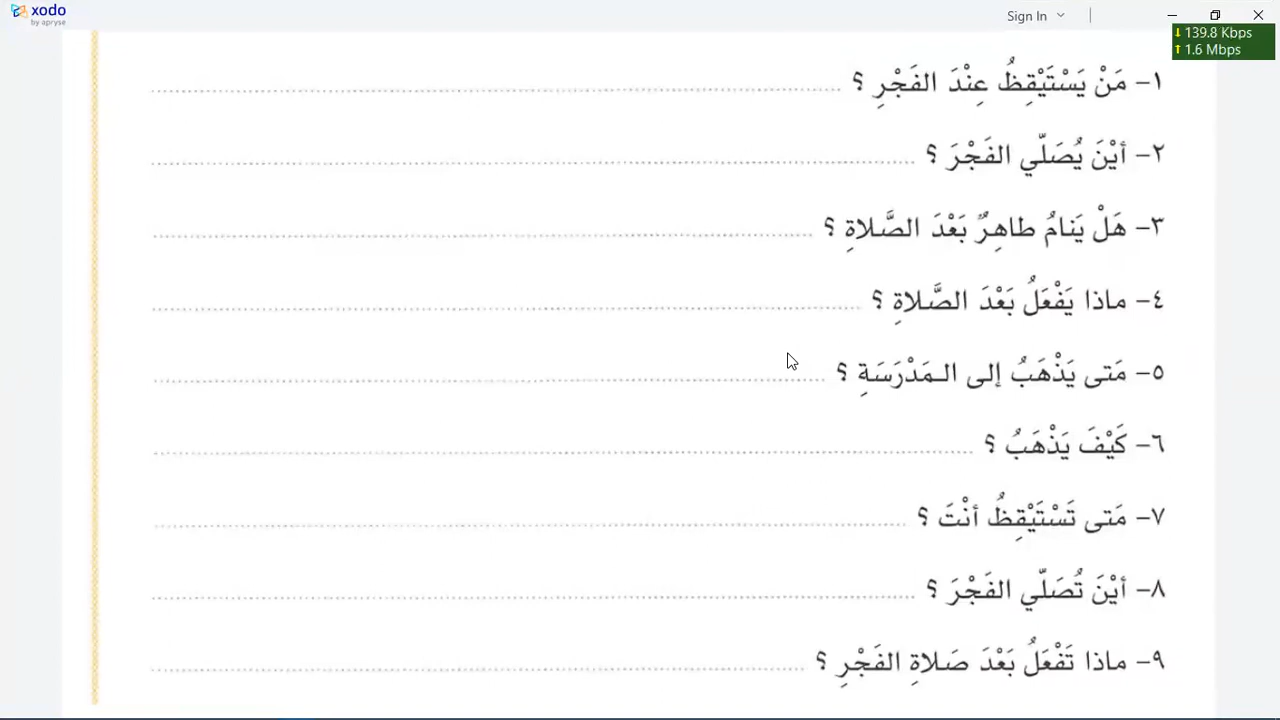 xodo
by apryse
Sign In
↓ 139.8 Kbps
↑ 1.6 Mbps
١- مَنْ يَسْتَيْقِظُ عِنْدَ الفَجْرِ ؟
٢- أيْنَ يُصَلّي الفَجْرَ ؟
٣- هَلْ يَنامُ طاهِرٌ بَعْدَ الصَّلاةِ ؟
٤- ماذا يَفْعَلُ بَعْدَ الصَّلاةِ ؟
٥- مَتى يَذْهَبُ إلى الـمَدْرَسَةِ ؟
٦- كَيْفَ يَذْهَبُ ؟
٧- مَتى تَسْتَيْقِظُ أنْتَ ؟
٨- أيْنَ تُصَلّي الفَجْرَ ؟
٩- ماذا تَفْعَلُ بَعْدَ صَلاةِ الفَجْرِ ؟